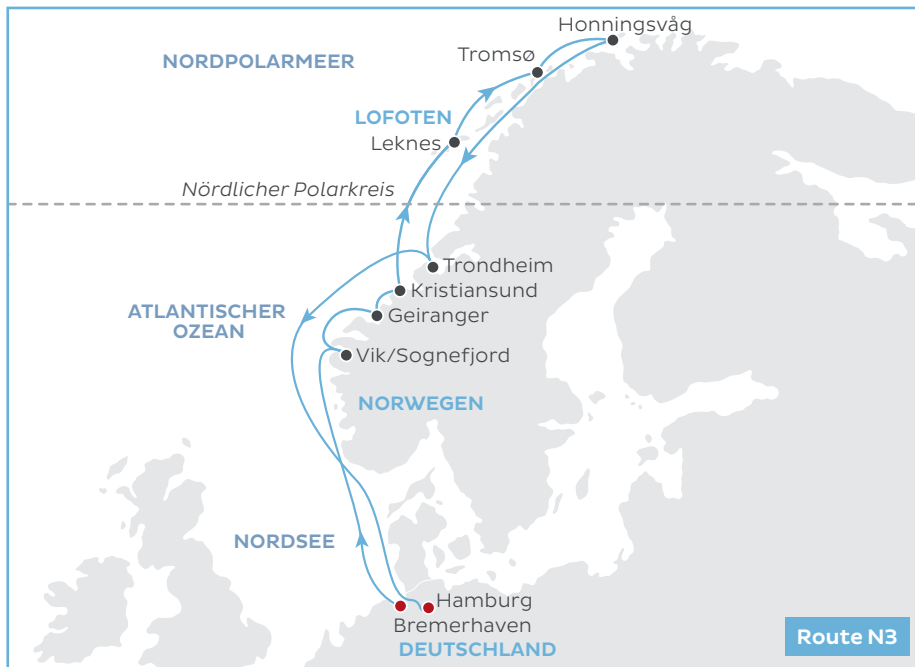 Honningsvåg
Tromsø
NORDPOLARMEER
LOFOTEN
Leknes
Nördlicher Polarkreis
Trondheim
Kristiansund
ATLANTISCHER
OZEAN
Geiranger
Vik/Sognefjord
NORWEGEN
NORDSEE
Hamburg
Bremerhaven
DEUTSCHLAND
Route N3